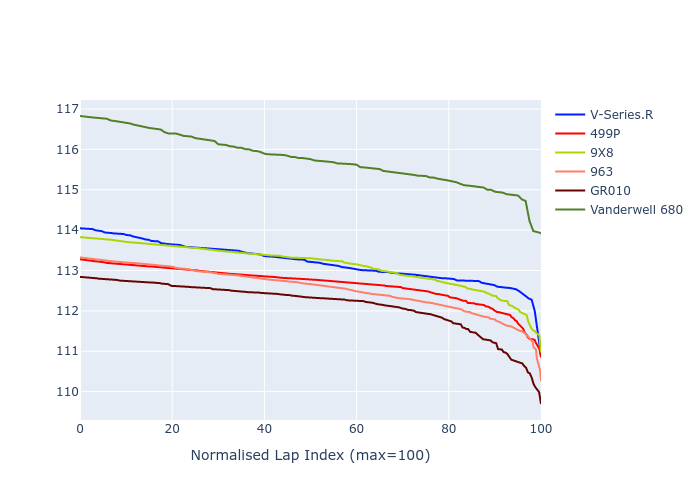 117
116
115
114
113
112
111
110
0 20 40 60 80 100
Normalised Lap Index (max=100)
V-Series.R
499P
9X8
963
GR010
Vanderwell 680